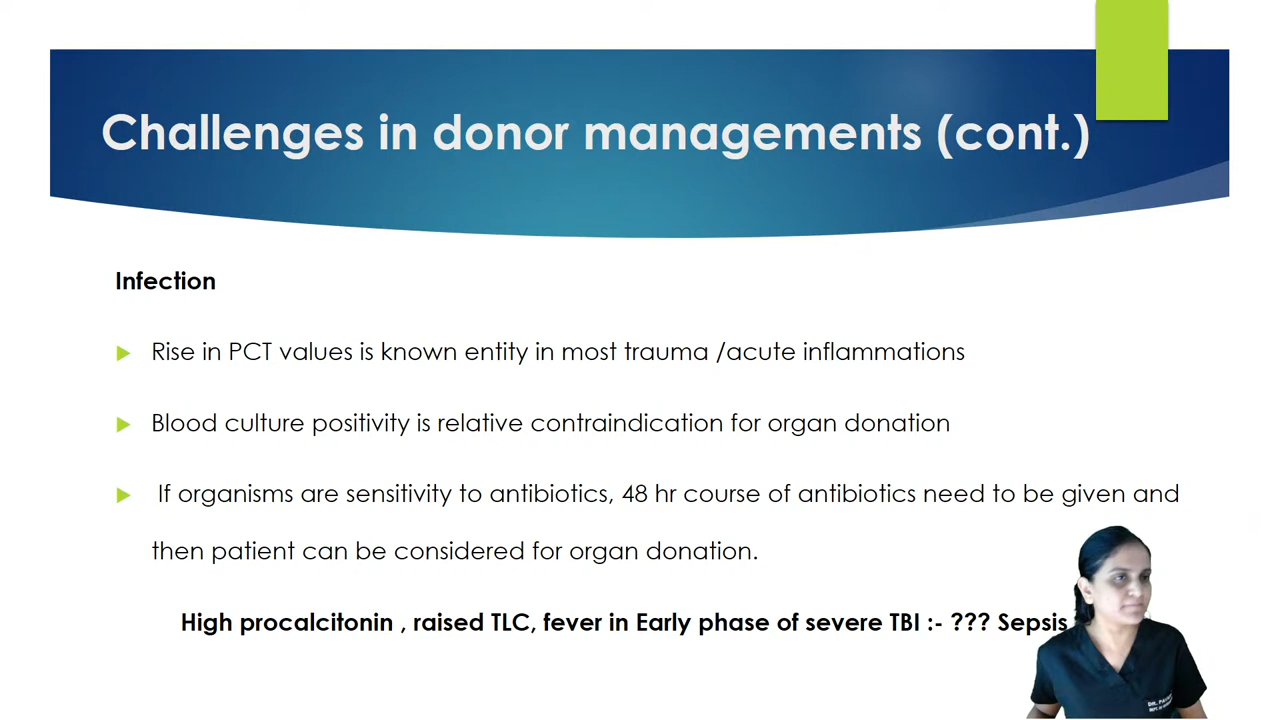 Challenges in donor managements (cont.)
Infection
Rise in PCT values is known entity in most trauma /acute inflammations
Blood culture positivity is relative contraindication for organ donation
If organisms are sensitivity to antibiotics, 48 hr course of antibiotics need to be given and
then patient can be considered for organ donation.
High procalcitonin , raised TLC, fever in Early phase of severe TBI :- ??? Sepsis
DR.